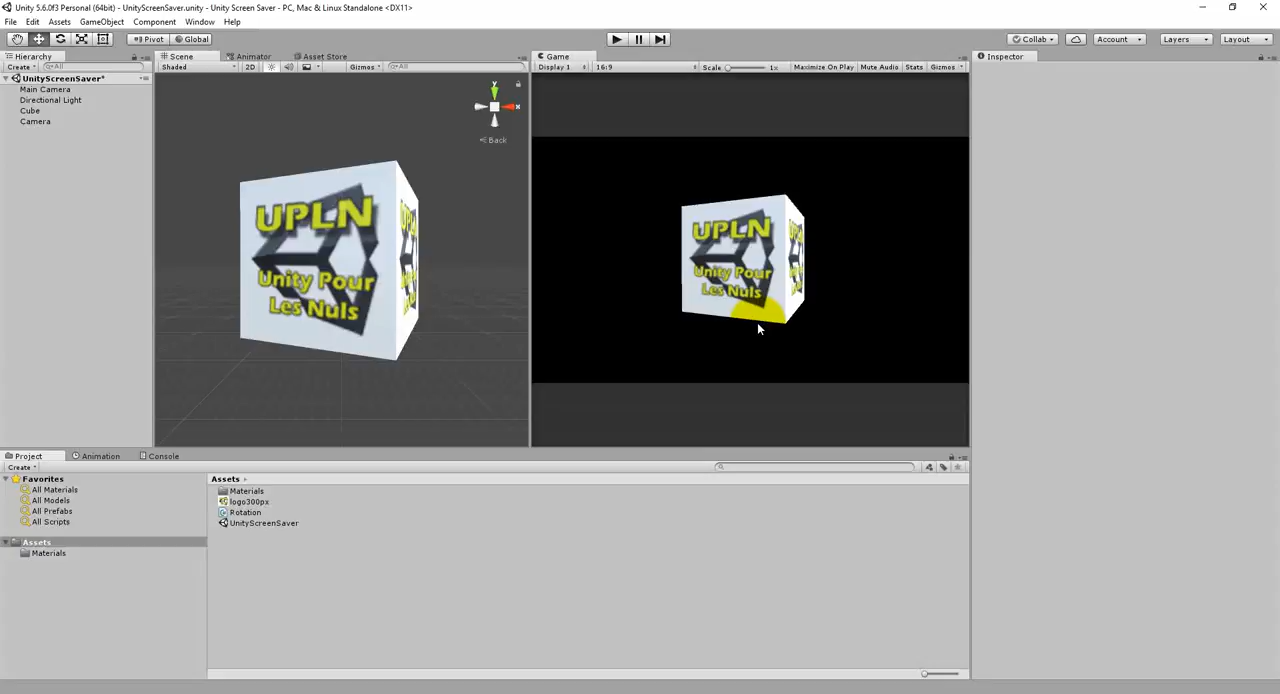 Unity 5.6.0f3 Personal (64bit) - UnityScreenSaver.unity - Unity Screen Saver - PC, Mac & Linux Standalone <DX11>
File Edit Assets GameObject Component Window Help
Pivot Global Collab Account Layers Layout
Hierarchy
Create All
UnityScreenSaver*
Main Camera
Directional Light
Cube
Camera
Scene Animator Asset Store
Shaded 2D Gizmos All
y
x
Back
UPLN
Unity Pour
Les Nuls
Game
Display 1 16:9 Scale 1x Maximize On Play Mute Audio Stats Gizmos
UPLN
Unity Pour
Les Nuls
Inspector
Project Animation Console
Create
Favorites
All Materials
All Models
All Prefabs
All Scripts
Assets
Materials
Assets
Materials
logo300px
Rotation
UnityScreenSaver